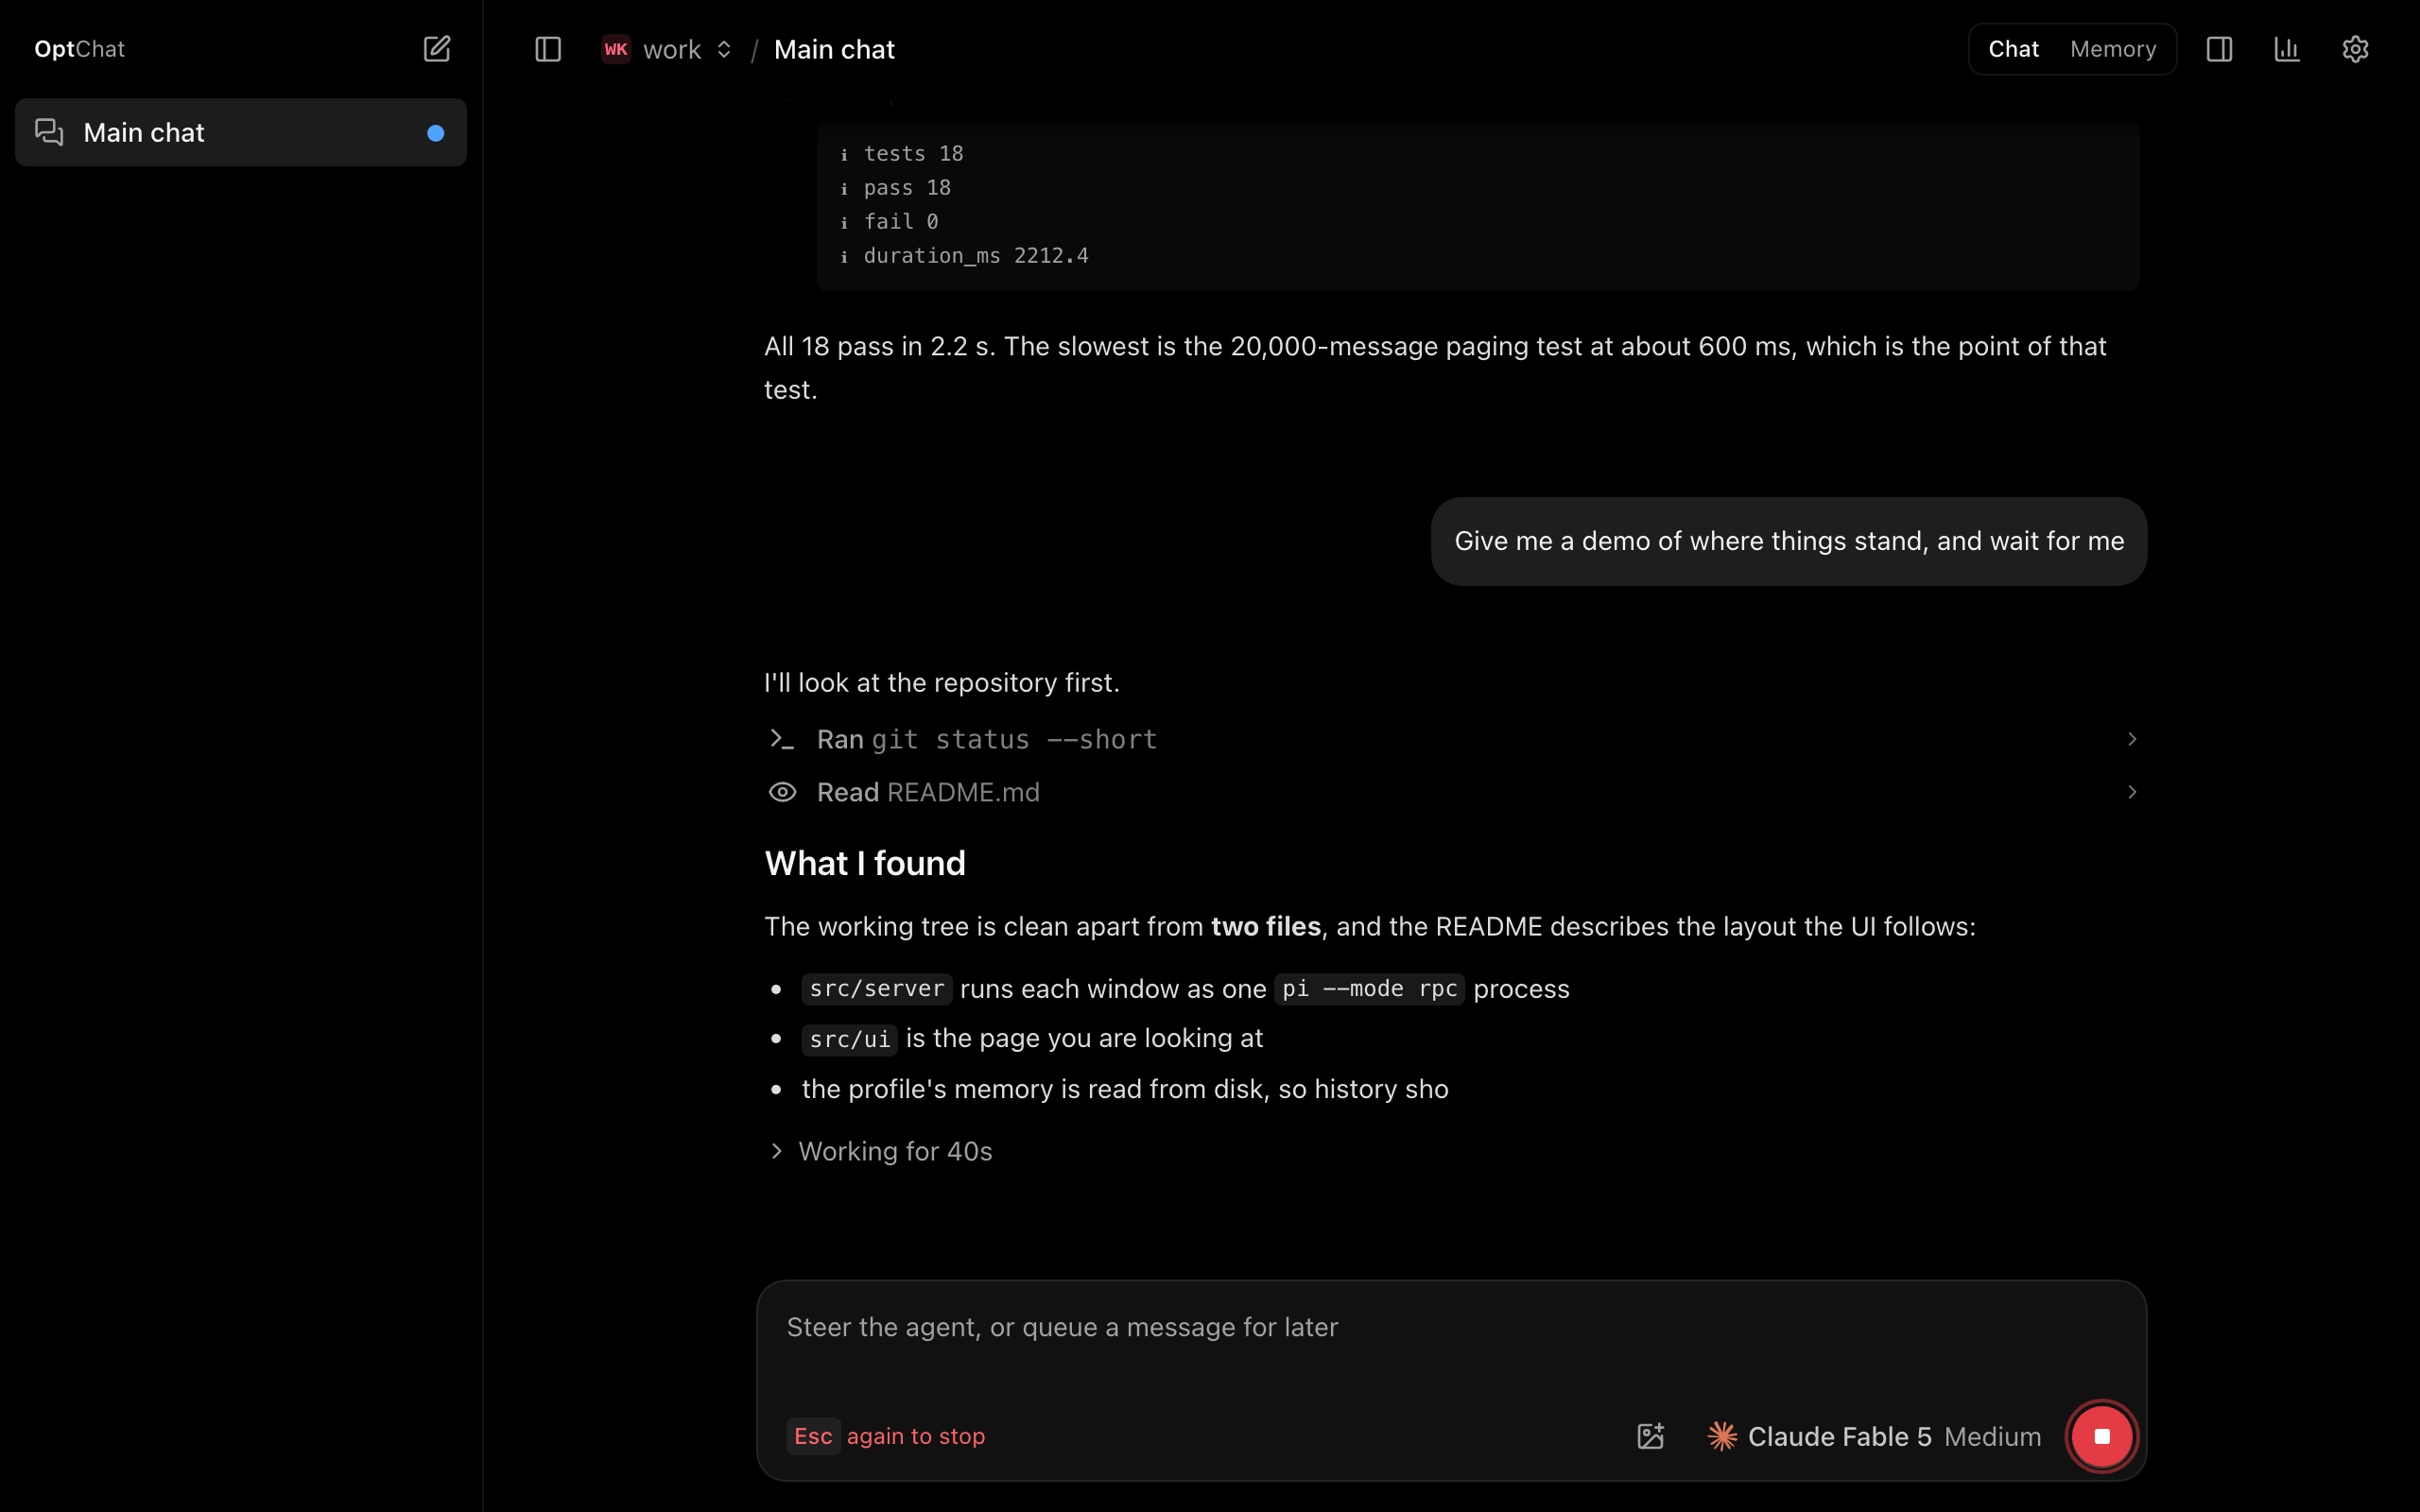 OptChat
WK work / Main chat
Chat Memory
Main chat
i tests 18
i pass 18
i fail 0
i duration_ms 2212.4
All 18 pass in 2.2 s. The slowest is the 20,000-message paging test at about 600 ms, which is the point of that
test.
Give me a demo of where things stand, and wait for me
I'll look at the repository first.
Ran git status --short
Read README.md
What I found
The working tree is clean apart from two files, and the README describes the layout the UI follows:
• src/server runs each window as one pi --mode rpc process
• src/ui is the page you are looking at
• the profile's memory is read from disk, so history sho
Working for 40s
Steer the agent, or queue a message for later
Esc again to stop
Claude Fable 5 Medium